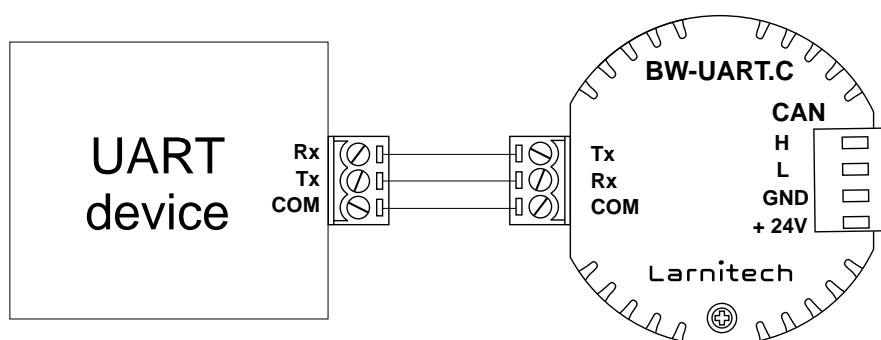 UART
device
Rx
Tx
COM
BW-UART.C
CAN
H
L
GND
+ 24V
Tx
Rx
COM
Larnitech